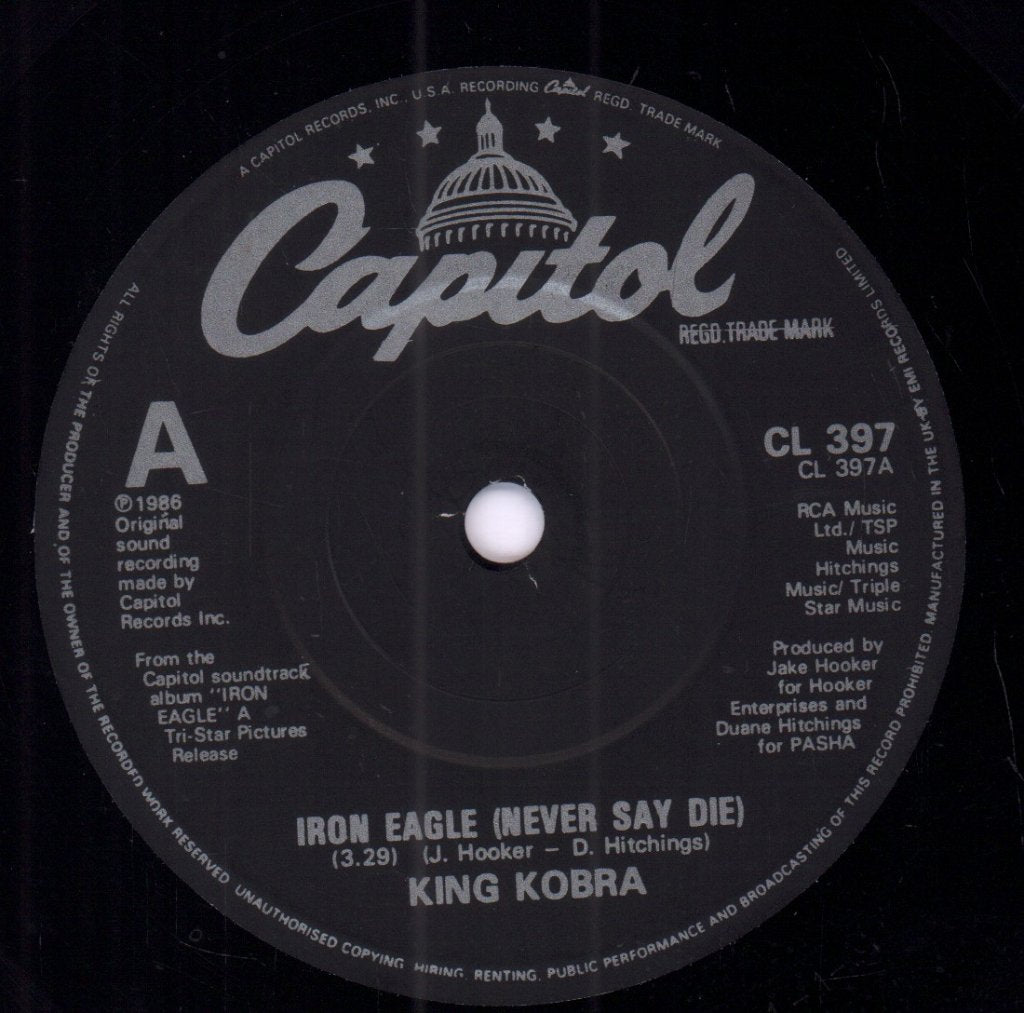 A CAPITOL RECORDS, INC., U.S.A. RECORDING Capitol REGD. TRADE MARK
Capitol
REGD. TRADE MARK
A
℗ 1986
Original
sound
recording
made by
Capitol
Records Inc.
From the
Capitol soundtrack
album "IRON
EAGLE" A
Tri-Star Pictures
Release
CL 397
CL 397A
RCA Music
Ltd./ TSP
Music
Hitchings
Music/ Triple
Star Music
Produced by
Jake Hooker
for Hooker
Enterprises and
Duane Hitchings
for PASHA
IRON EAGLE (NEVER SAY DIE)
(3.29) (J. Hooker – D. Hitchings)
KING KOBRA
ALL RIGHTS OF THE PRODUCER AND OF THE OWNER OF THE RECORDED WORK RESERVED UNAUTHORISED COPYING, HIRING, RENTING, PUBLIC PERFORMANCE AND BROADCASTING OF THIS RECORD PROHIBITED MANUFACTURED IN THE UK BY EMI RECORDS LIMITED